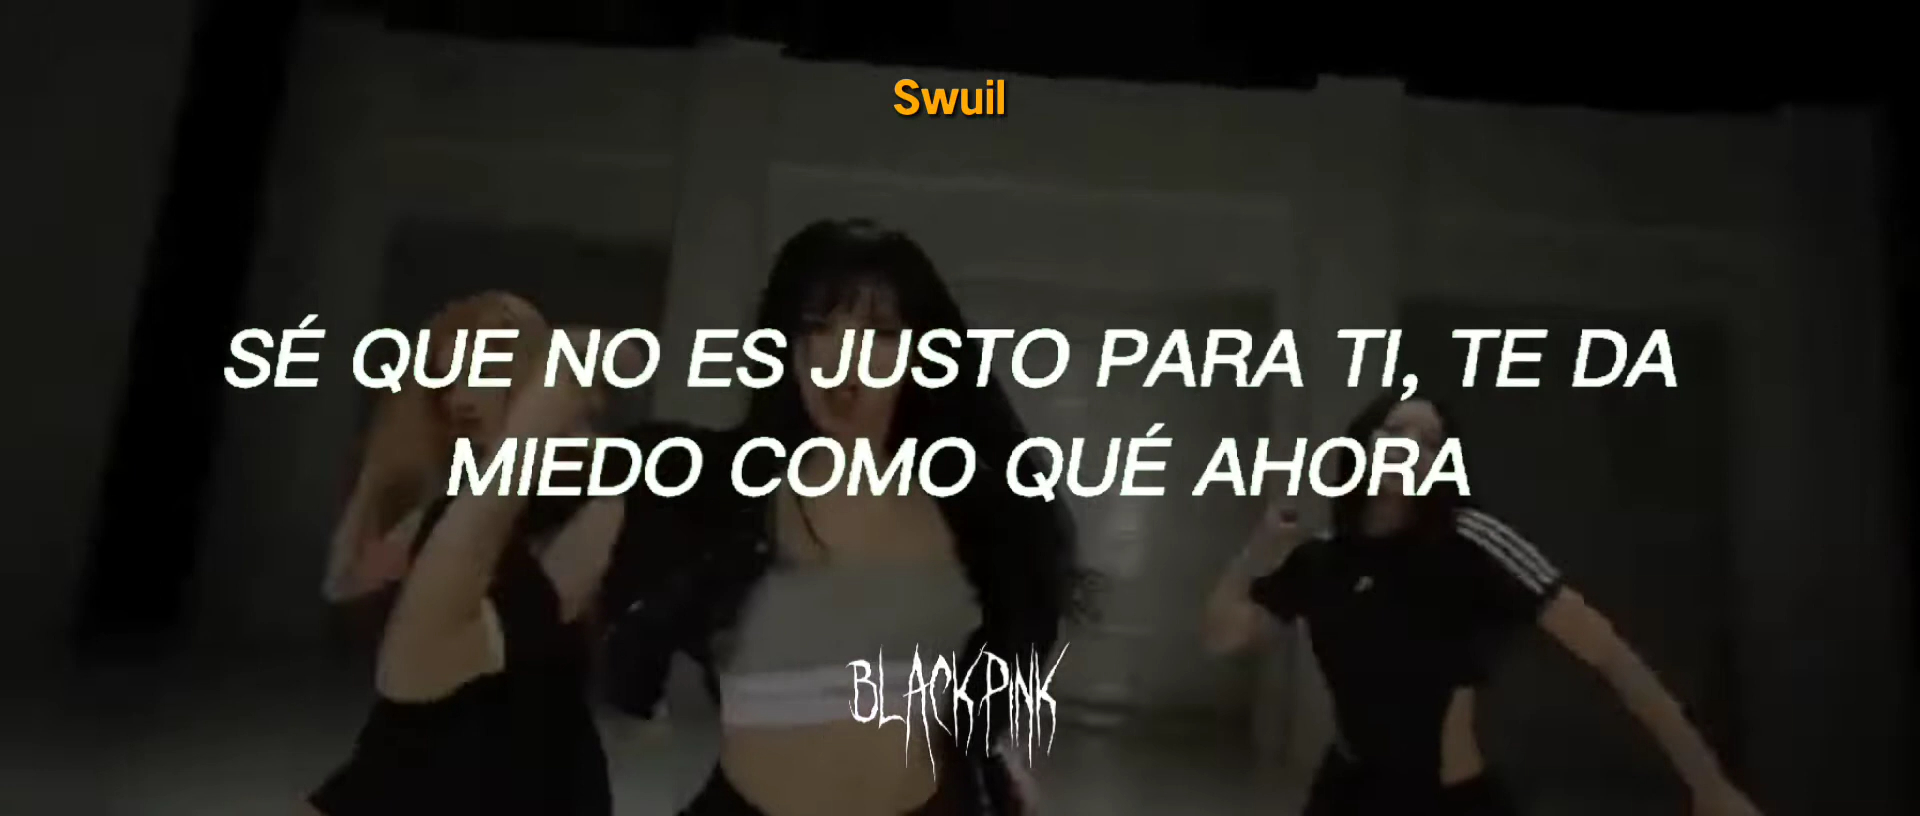 Swuil
SÉ QUE NO ES JUSTO PARA TI, TE DA
MIEDO COMO QUÉ AHORA
BLACKPINK